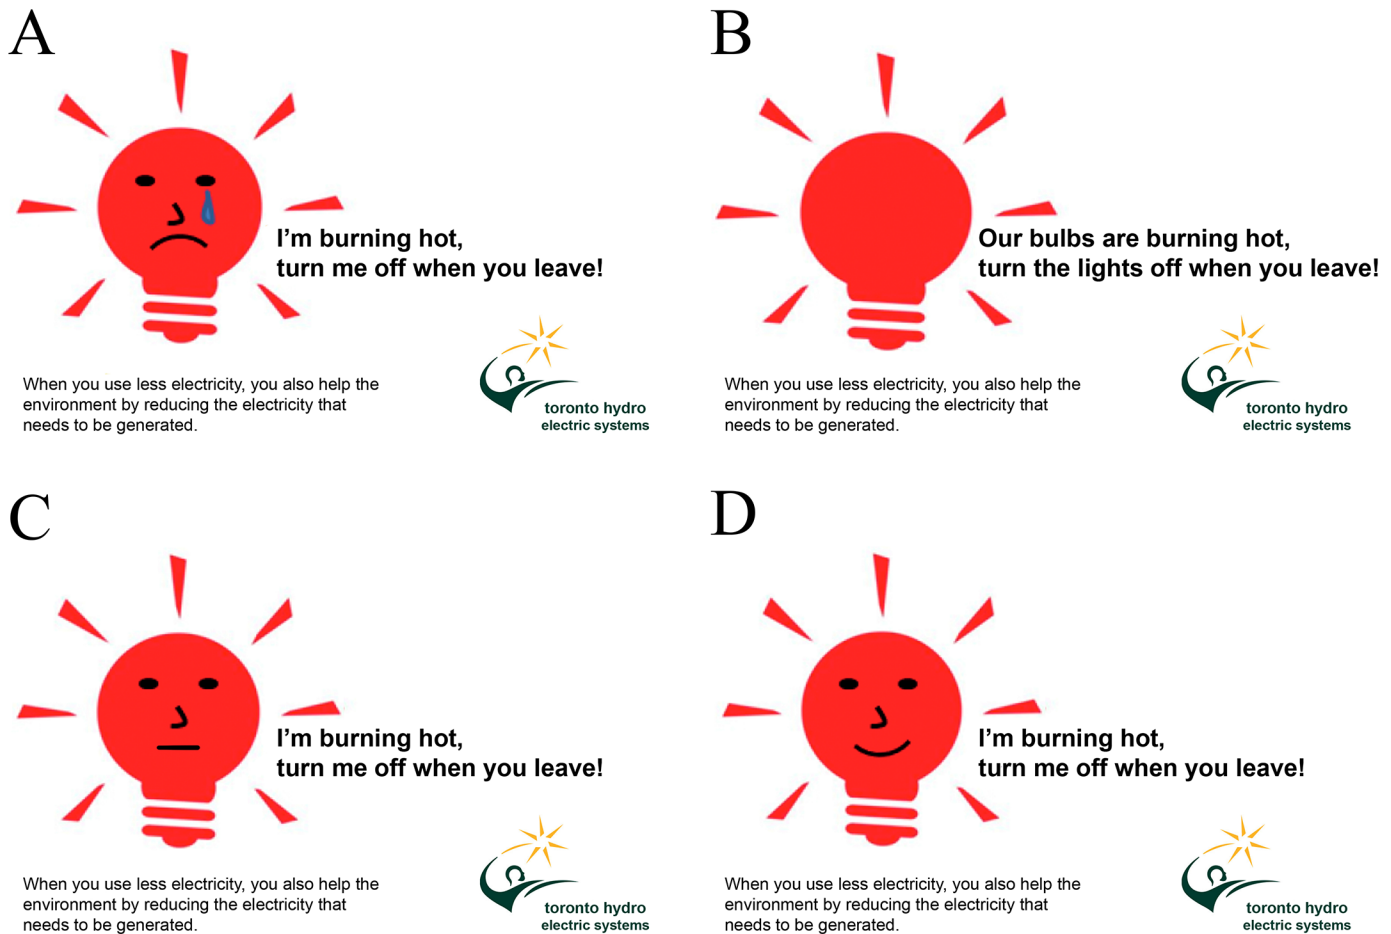 A
I’m burning hot,
turn me off when you leave!
When you use less electricity, you also help the
environment by reducing the electricity that
needs to be generated.
toronto hydro
electric systems
B
Our bulbs are burning hot,
turn the lights off when you leave!
When you use less electricity, you also help the
environment by reducing the electricity that
needs to be generated.
toronto hydro
electric systems
C
I’m burning hot,
turn me off when you leave!
When you use less electricity, you also help the
environment by reducing the electricity that
needs to be generated.
toronto hydro
electric systems
D
I’m burning hot,
turn me off when you leave!
When you use less electricity, you also help the
environment by reducing the electricity that
needs to be generated.
toronto hydro
electric systems